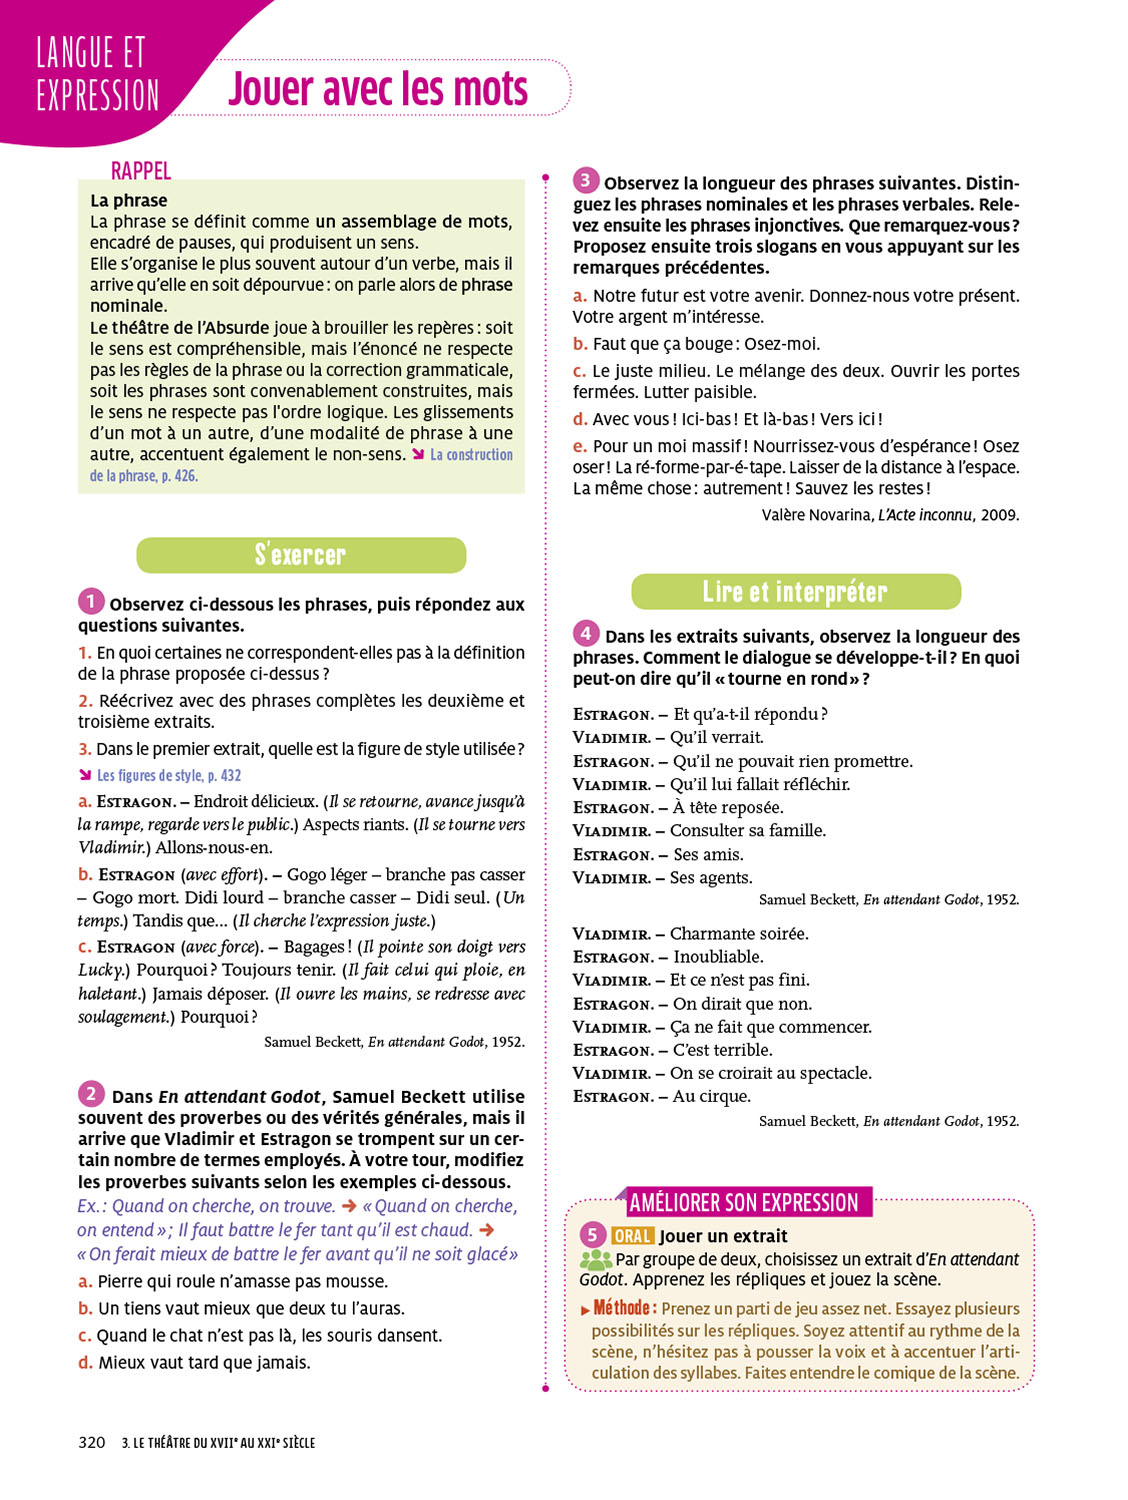 LANGUE ET
EXPRESSION
Jouer avec les mots
RAPPEL
La phrase
La phrase se définit comme un assemblage de mots,
encadré de pauses, qui produisent un sens.
Elle s’organise le plus souvent autour d’un verbe, mais il
arrive qu’elle en soit dépourvue : on parle alors de phrase
nominale.
Le théâtre de l’Absurde joue à brouiller les repères : soit
le sens est compréhensible, mais l’énoncé ne respecte
pas les règles de la phrase ou la correction grammaticale,
soit les phrases sont convenablement construites, mais
le sens ne respecte pas l'ordre logique. Les glissements
d’un mot à un autre, d’une modalité de phrase à une
autre, accentuent également le non-sens. ➘ La construction
de la phrase, p. 426.
S’exercer
1 Observez ci-dessous les phrases, puis répondez aux
questions suivantes.
1. En quoi certaines ne correspondent-elles pas à la définition
de la phrase proposée ci-dessus ?
2. Réécrivez avec des phrases complètes les deuxième et
troisième extraits.
3. Dans le premier extrait, quelle est la figure de style utilisée ?
➘ Les figures de style, p. 432
a. ESTRAGON. – Endroit délicieux. (Il se retourne, avance jusqu’à
la rampe, regarde vers le public.) Aspects riants. (Il se tourne vers
Vladimir.) Allons-nous-en.
b. ESTRAGON (avec effort). – Gogo léger – branche pas casser
– Gogo mort. Didi lourd – branche casser – Didi seul. (Un
temps.) Tandis que... (Il cherche l’expression juste.)
c. ESTRAGON (avec force). – Bagages ! (Il pointe son doigt vers
Lucky.) Pourquoi ? Toujours tenir. (Il fait celui qui ploie, en
haletant.) Jamais déposer. (Il ouvre les mains, se redresse avec
soulagement.) Pourquoi ?
Samuel Beckett, En attendant Godot, 1952.
2 Dans En attendant Godot, Samuel Beckett utilise
souvent des proverbes ou des vérités générales, mais il
arrive que Vladimir et Estragon se trompent sur un cer-
tain nombre de termes employés. À votre tour, modifiez
les proverbes suivants selon les exemples ci-dessous.
Ex. : Quand on cherche, on trouve. ➔ « Quand on cherche,
on entend » ; Il faut battre le fer tant qu’il est chaud. ➔
« On ferait mieux de battre le fer avant qu’il ne soit glacé »
a. Pierre qui roule n’amasse pas mousse.
b. Un tiens vaut mieux que deux tu l’auras.
c. Quand le chat n’est pas là, les souris dansent.
d. Mieux vaut tard que jamais.
3 Observez la longueur des phrases suivantes. Distin-
guez les phrases nominales et les phrases verbales. Rele-
vez ensuite les phrases injonctives. Que remarquez-vous ?
Proposez ensuite trois slogans en vous appuyant sur les
remarques précédentes.
a. Notre futur est votre avenir. Donnez-nous votre présent.
Votre argent m’intéresse.
b. Faut que ça bouge : Osez-moi.
c. Le juste milieu. Le mélange des deux. Ouvrir les portes
fermées. Lutter paisible.
d. Avec vous ! Ici-bas ! Et là-bas ! Vers ici !
e. Pour un moi massif ! Nourrissez-vous d’espérance ! Osez
oser ! La ré-forme-par-é-tape. Laisser de la distance à l’espace.
La même chose : autrement ! Sauvez les restes !
Valère Novarina, L’Acte inconnu, 2009.
Lire et interpréter
4 Dans les extraits suivants, observez la longueur des
phrases. Comment le dialogue se développe-t-il ? En quoi
peut-on dire qu’il « tourne en rond » ?
ESTRAGON. – Et qu’a-t-il répondu ?
VLADIMIR. – Qu’il verrait.
ESTRAGON. – Qu’il ne pouvait rien promettre.
VLADIMIR. – Qu’il lui fallait réfléchir.
ESTRAGON. – À tête reposée.
VLADIMIR. – Consulter sa famille.
ESTRAGON. – Ses amis.
VLADIMIR. – Ses agents.
Samuel Beckett, En attendant Godot, 1952.
VLADIMIR. – Charmante soirée.
ESTRAGON. – Inoubliable.
VLADIMIR. – Et ce n’est pas fini.
ESTRAGON. – On dirait que non.
VLADIMIR. – Ça ne fait que commencer.
ESTRAGON. – C’est terrible.
VLADIMIR. – On se croirait au spectacle.
ESTRAGON. – Au cirque.
Samuel Beckett, En attendant Godot, 1952.
AMÉLIORER SON EXPRESSION
5 ORAL Jouer un extrait
Par groupe de deux, choisissez un extrait d’En attendant
Godot. Apprenez les répliques et jouez la scène.
▶ Méthode : Prenez un parti de jeu assez net. Essayez plusieurs
possibilités sur les répliques. Soyez attentif au rythme de la
scène, n’hésitez pas à pousser la voix et à accentuer l’arti-
culation des syllabes. Faites entendre le comique de la scène.
320 3. LE THÉÂTRE DU XVIIe AU XXIe SIÈCLE